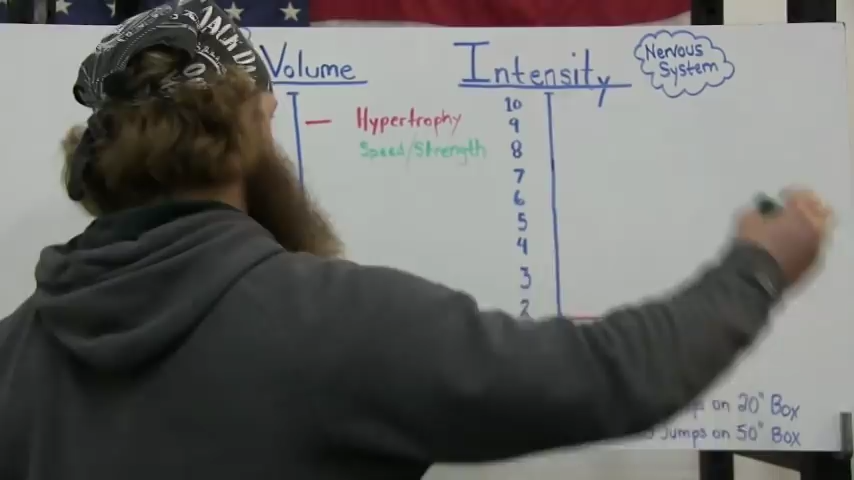 Volume
Intensity
Nervous
System
Hypertrophy
Speed/Strength
10
9
8
7
6
5
4
3
2
on 20" Box
Jumps on 50" Box
JACK D